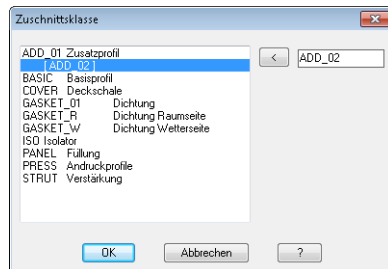 Zuschnittsklasse
ADD_01 Zusatzprofil
[ADD_02]
BASIC Basisprofil
COVER Deckschale
GASKET_01 Dichtung
GASKET_R Dichtung Raumseite
GASKET_W Dichtung Wetterseite
ISO Isolator
PANEL Füllung
PRESS Andruckprofile
STRUT Verstärkung
< ADD_02
OK Abbrechen ?